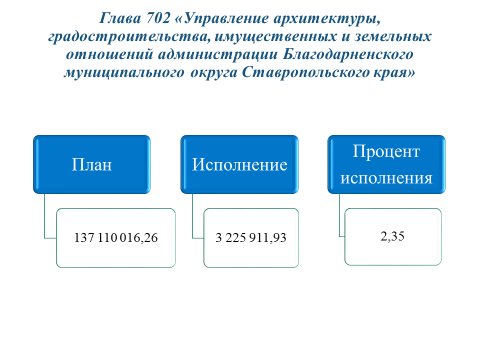 Глава 702 «Управление архитектуры,
градостроительства, имущественных и земельных
отношений администрации Благодарненского
муниципального округа Ставропольского края»
План
Исполнение
Процент
исполнения
137 110 016,26
3 225 911,93
2,35